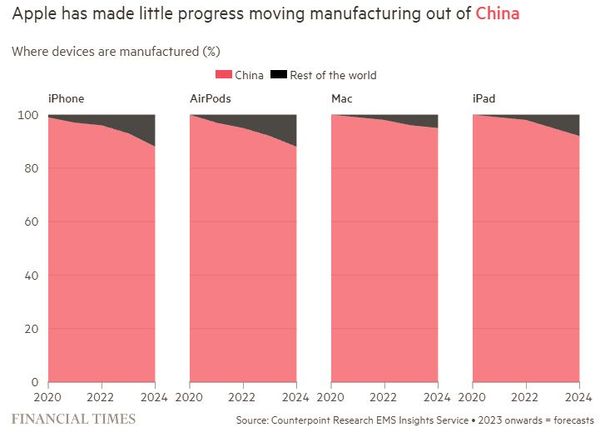 Apple has made little progress moving manufacturing out of China
Where devices are manufactured (%)
China Rest of the world
iPhone AirPods Mac iPad
100
80
60
40
20
0
2020 2022 2024 2020 2022 2024 2020 2022 2024 2020 2022 2024
FINANCIAL TIMES Source: Counterpoint Research EMS Insights Service • 2023 onwards = forecasts